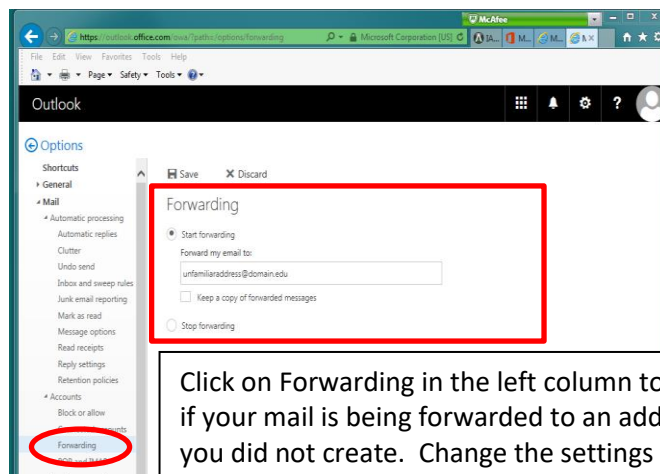 McAfee
https://outlook.office.com/owa/?path=/options/forwarding
Microsoft Corporation [US]
IA...
M...
M...
File Edit View Favorites Tools Help
Page Safety Tools
Outlook
?
Options
Shortcuts
General
Mail
Automatic processing
Automatic replies
Clutter
Undo send
Inbox and sweep rules
Junk email reporting
Mark as read
Message options
Read receipts
Reply settings
Retention policies
Accounts
Block or allow
Forwarding
Save X Discard
Forwarding
Start forwarding
Forward my email to:
unfamiliaraddress@domain.edu
Keep a copy of forwarded messages
Stop forwarding
Click on Forwarding in the left column to
if your mail is being forwarded to an add
you did not create. Change the settings